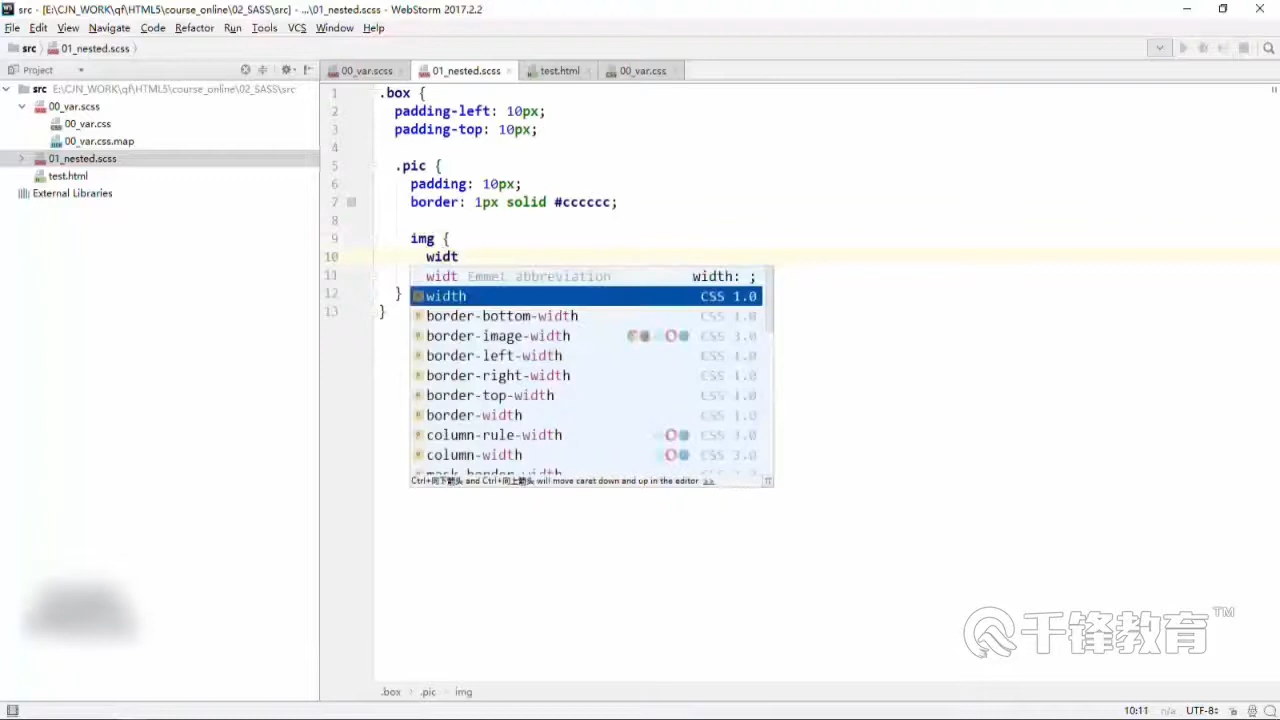 src - [E:\CJN_WORK\qf\HTML5\course_online\02_SASS\src] - ...\01_nested.scss - WebStorm 2017.2.2
File Edit View Navigate Code Refactor Run Tools VCS Window Help
src 01_nested.scss
Project
00_var.scss 01_nested.scss test.html 00_var.css
src E:\CJN_WORK\qf\HTML5\course_online\02_SASS\src
00_var.scss
00_var.css
00_var.css.map
01_nested.scss
test.html
External Libraries
1 .box {
2 padding-left: 10px;
3 padding-top: 10px;
4
5 .pic {
6 padding: 10px;
7 border: 1px solid #cccccc;
8
9 img {
10 widt
11
12 }
13 }
widt Emmet abbreviation width: ;
width CSS 1.0
border-bottom-width CSS 1.0
border-image-width CSS 3.0
border-left-width CSS 1.0
border-right-width CSS 1.0
border-top-width CSS 1.0
border-width CSS 1.0
column-rule-width CSS 3.0
column-width CSS 3.0
mask-border-width
Ctrl+向下箭头 and Ctrl+向上箭头 will move caret down and up in the editor >>
千锋教育™
.box .pic img
10:11 n/a UTF-8